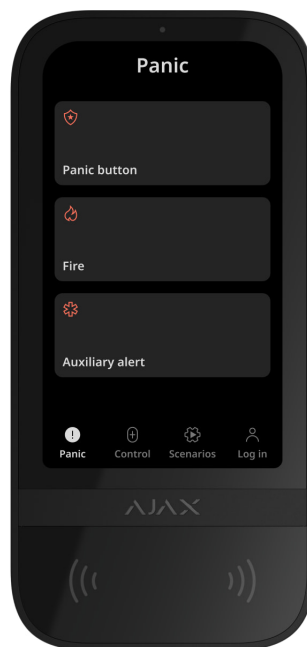 Panic
Panic button
Fire
Auxiliary alert
Panic Control Scenarios Log in
AJAX